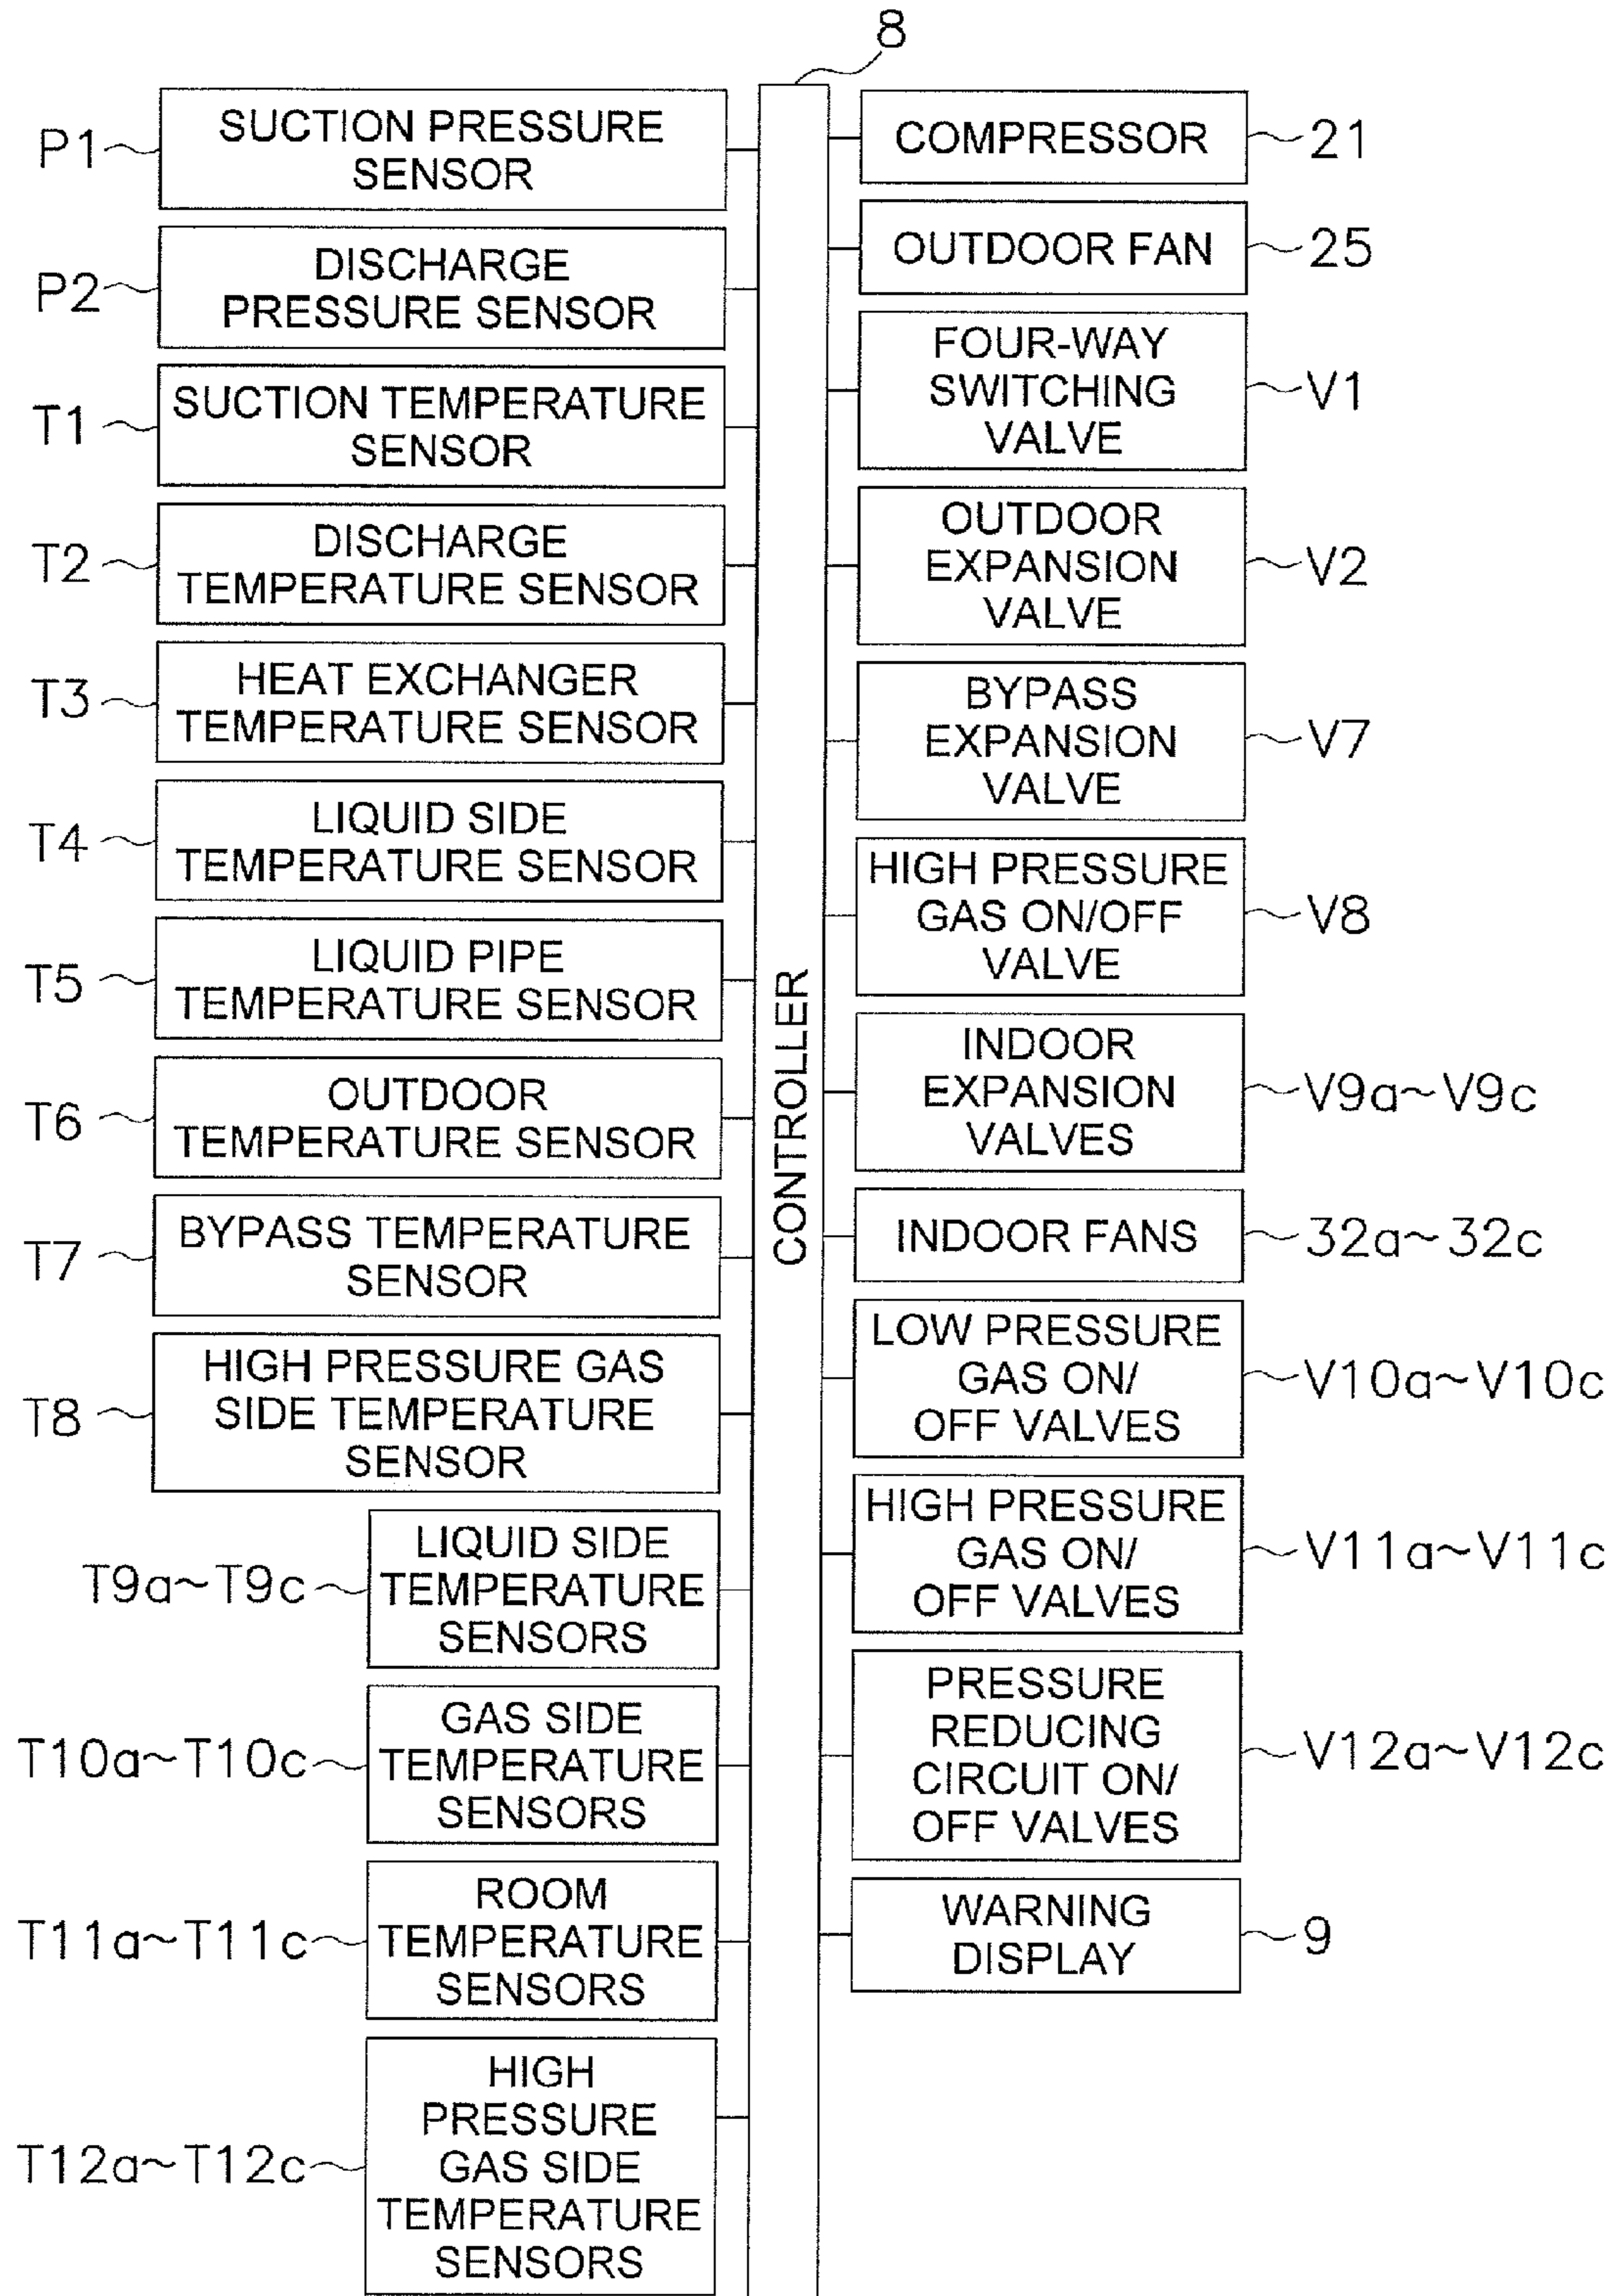 8
P1
SUCTION PRESSURE
SENSOR
P2
DISCHARGE
PRESSURE SENSOR
T1
SUCTION TEMPERATURE
SENSOR
T2
DISCHARGE
TEMPERATURE SENSOR
T3
HEAT EXCHANGER
TEMPERATURE SENSOR
T4
LIQUID SIDE
TEMPERATURE SENSOR
T5
LIQUID PIPE
TEMPERATURE SENSOR
T6
OUTDOOR
TEMPERATURE SENSOR
T7
BYPASS TEMPERATURE
SENSOR
T8
HIGH PRESSURE GAS
SIDE TEMPERATURE
SENSOR
T9a~T9c
LIQUID SIDE
TEMPERATURE
SENSORS
T10a~T10c
GAS SIDE
TEMPERATURE
SENSORS
T11a~T11c
ROOM
TEMPERATURE
SENSORS
T12a~T12c
HIGH
PRESSURE
GAS SIDE
TEMPERATURE
SENSORS
CONTROLLER
COMPRESSOR
21
OUTDOOR FAN
25
FOUR-WAY
SWITCHING
VALVE
V1
OUTDOOR
EXPANSION
VALVE
V2
BYPASS
EXPANSION
VALVE
V7
HIGH PRESSURE
GAS ON/OFF
VALVE
V8
INDOOR
EXPANSION
VALVES
V9a~V9c
INDOOR FANS
32a~32c
LOW PRESSURE
GAS ON/
OFF VALVES
V10a~V10c
HIGH PRESSURE
GAS ON/
OFF VALVES
V11a~V11c
PRESSURE
REDUCING
CIRCUIT ON/
OFF VALVES
V12a~V12c
WARNING
DISPLAY
9